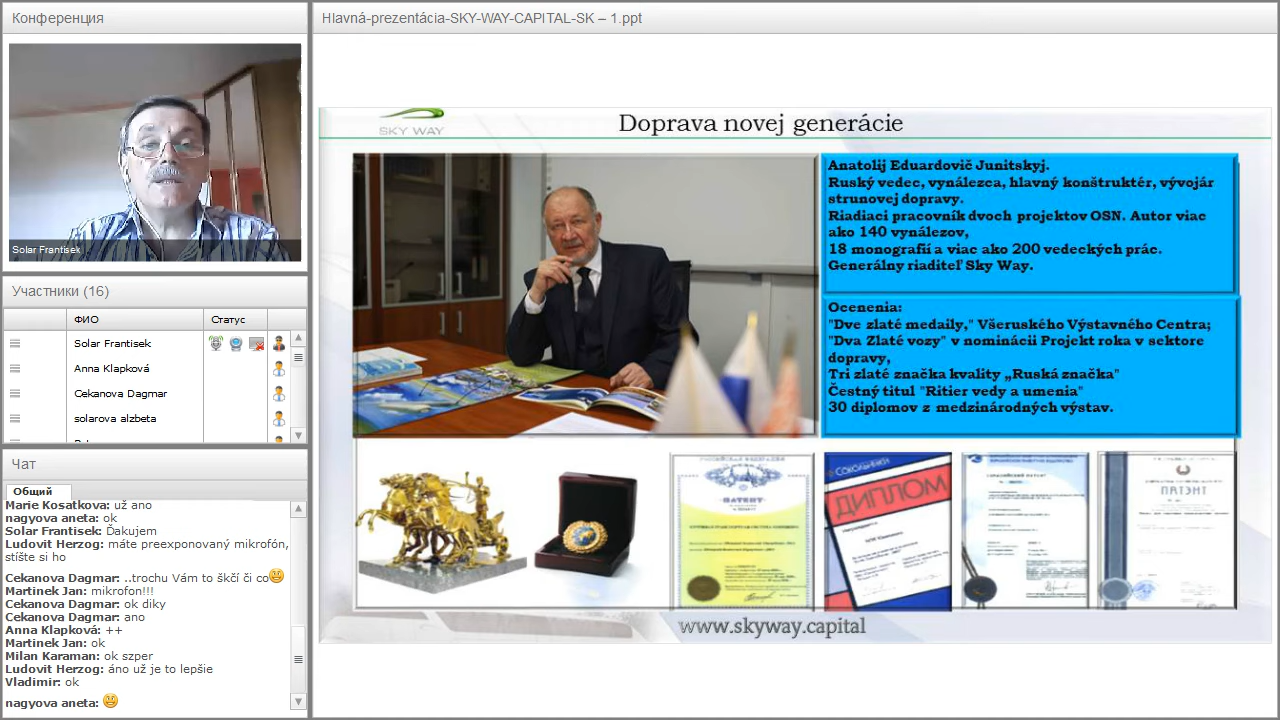 Конференция
Solar Frantisek
Участники (16)
ФИО
Статус
Solar Frantisek
Anna Klapková
Cekanova Dagmar
solarova alzbeta
Чат
Общий
Marie Kosatkova: už ano
nagyova aneta: ok
Solar Frantisek: Ďakujem
Ludovit Herzog: máte preexponovaný mikrofón
stíšte si ho
Cekanova Dagmar: ..trochu vám to skčí či čo
Martinek Jan: nie som!!!
Cekanova Dagmar: ok diky
Cekanova Dagmar: ano
Anna Klapková: ++
Martinek Jan: ok
Milan Karaman: ok szper
Ludovit Herzog: áno už je to lepšie
Vladimir: ok
nagyova aneta:
Hlavná-prezentácia-SKY-WAY-CAPITAL-SK – 1.ppt
SKY WAY
Doprava novej generácie
Anatolij Eduardovič Junitskyj.
Ruský vedec, vynálezca, hlavný konštruktér, vývojár
strunovej dopravy.
Riadiaci pracovník dvoch projektov OSN. Autor viac
ako 140 vynálezov,
18 monografií a viac ako 200 vedeckých prác.
Generálny riaditeľ Sky Way.
Ocenenia:
"Dve zlaté medaily," Všeruského Výstavného Centra;
"Dva Zlaté vozy" v nominácii Projekt roka v sektore
dopravy,
Tri zlaté značka kvality „Ruská značka"
Čestný titul "Ritier vedy a umenia"
30 diplomov z medzinárodných výstav.
ПАТЕНТ
СОКОЛЬНИКИ
ДИПЛОМ
ПАТЭНТ
www.skyway.capital